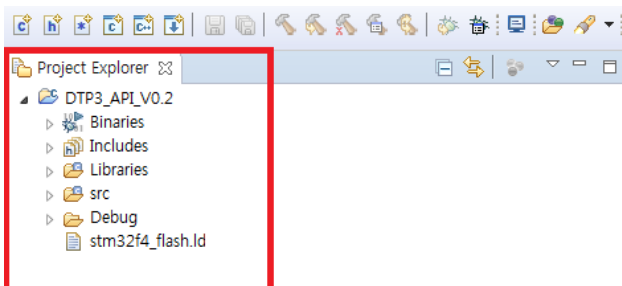 Project Explorer
DTP3_API_V0.2
Binaries
Includes
Libraries
src
Debug
stm32f4_flash.ld